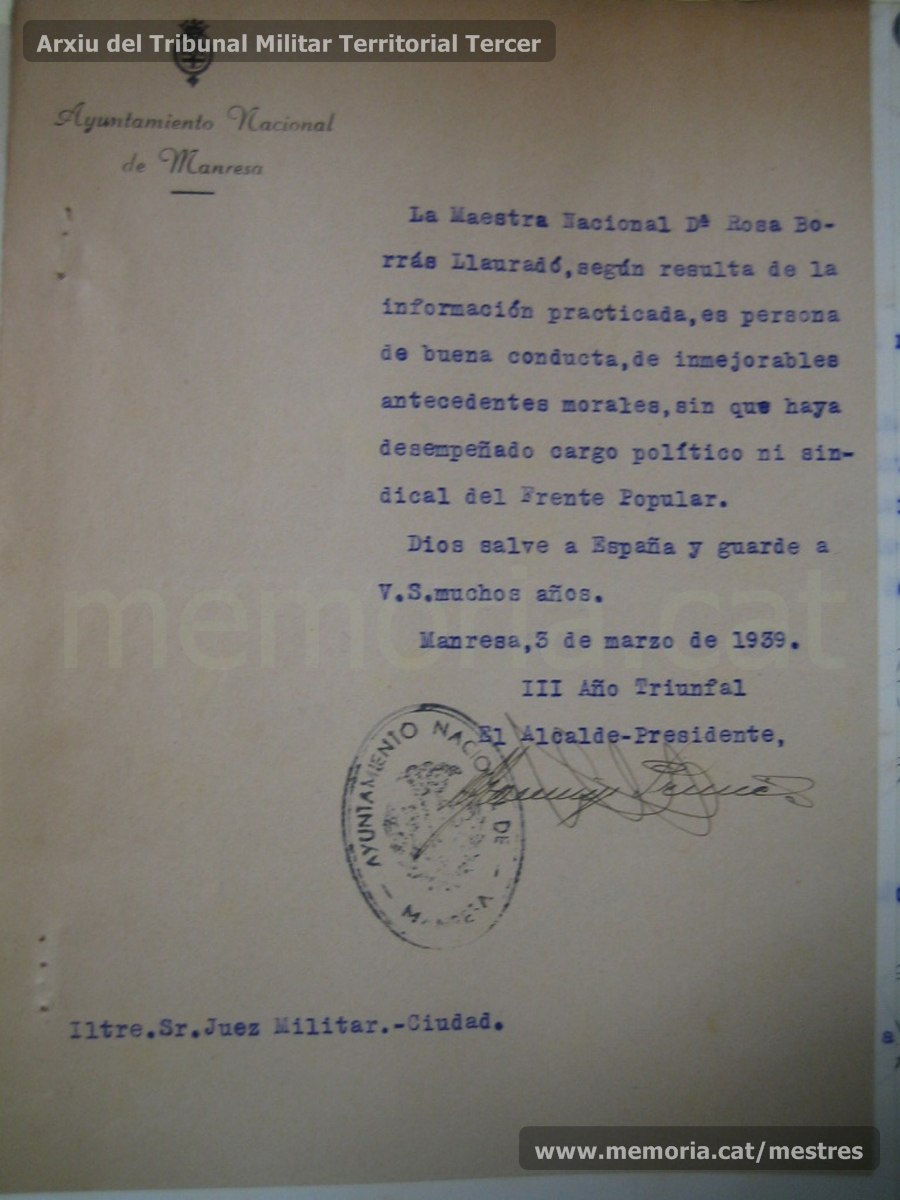 Arxiu del Tribunal Militar Territorial Tercer
Ayuntamiento Nacional
de Manresa
La Maestra Nacional Dª Rosa Bo-
rrás Llauradó,según resulta de la
información practicada,es persona
de buena conducta,de inmejorables
antecedentes morales,sin que haya
desempeñado cargo político ni sin-
dical del Frente Popular.
Dios salve a España y guarde a
V.S.muchos años.
memoria.cat
Manresa,3 de marzo de 1939.
III Año Triunfal
El Alcalde-Presidente,
AYUNTAMIENTO NACIONAL DE
- MANRESA -
Iltre.Sr.Juez Militar.-Ciudad.
www.memoria.cat/mestres